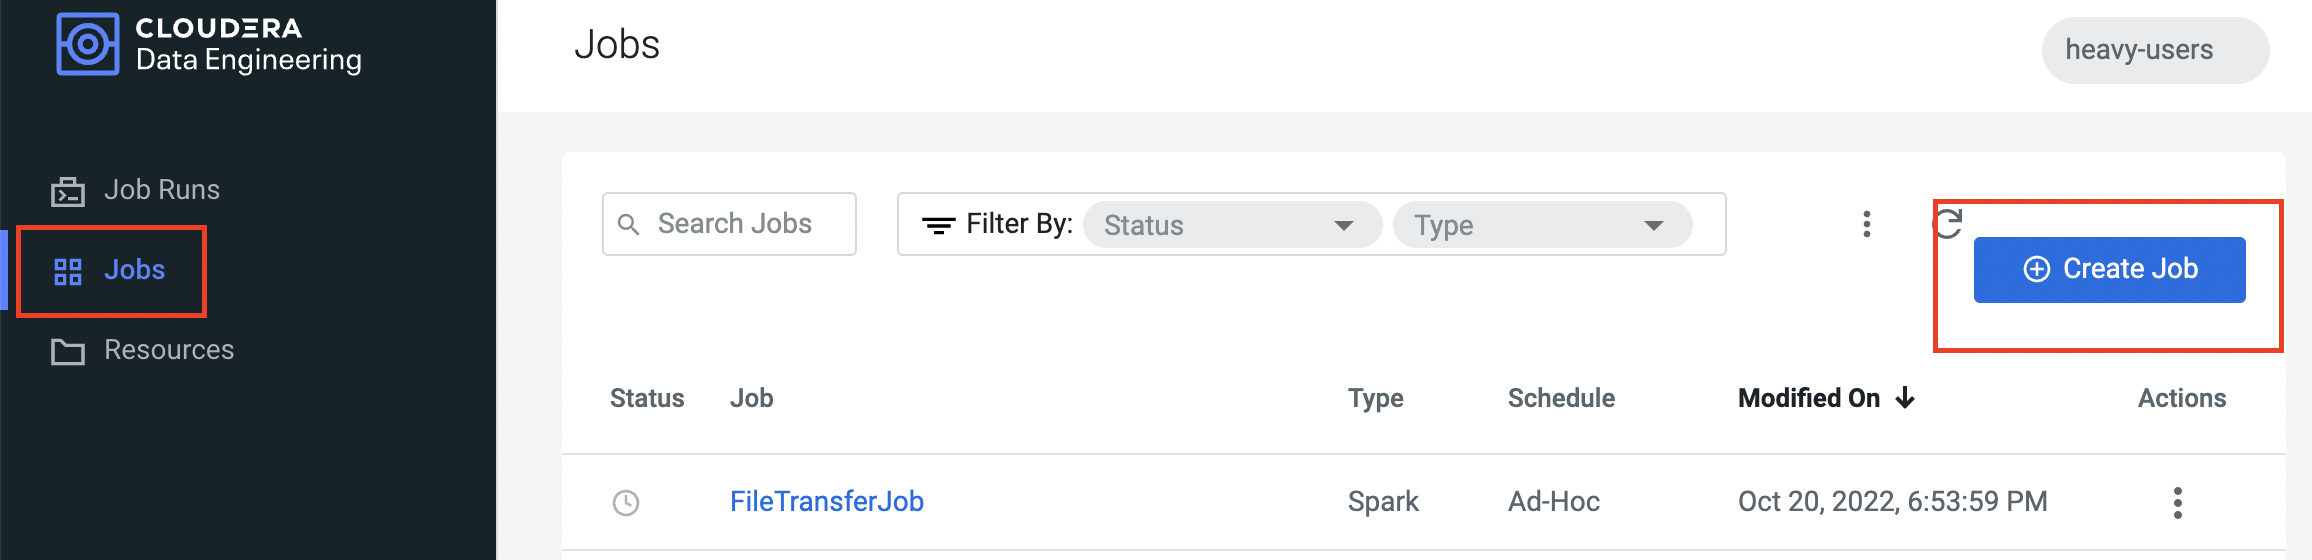 CLOUDERA
Data Engineering
Job Runs
Jobs
Resources
Jobs
heavy-users
Search Jobs
Filter By: Status Type
Create Job
Status Job Type Schedule Modified On Actions
FileTransferJob Spark Ad-Hoc Oct 20, 2022, 6:53:59 PM